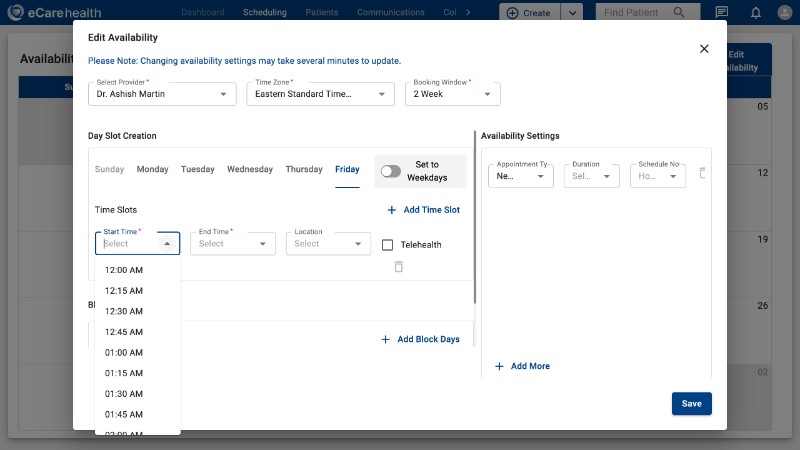 eCarehealth
Dashboard Scheduling Patients Communications Col
Create
Find Patient
Edit Availability
Please Note: Changing availability settings may take several minutes to update.
Select Provider *
Dr. Ashish Martin
Time Zone *
Eastern Standard Time...
Booking Window *
2 Week
Edit
Day Slot Creation
Sunday Monday Tuesday Wednesday Thursday Friday
Set to
Weekdays
Time Slots
Add Time Slot
Start Time *
Select
End Time *
Select
Location
Select
Telehealth
12:00 AM
12:15 AM
12:30 AM
12:45 AM
01:00 AM
01:15 AM
01:30 AM
01:45 AM
02:00 AM
Add Block Days
Availability Settings
Appointment Ty
Ne...
Duration
Sel...
Schedule No
Ho...
Add More
Save
05
12
19
26
02